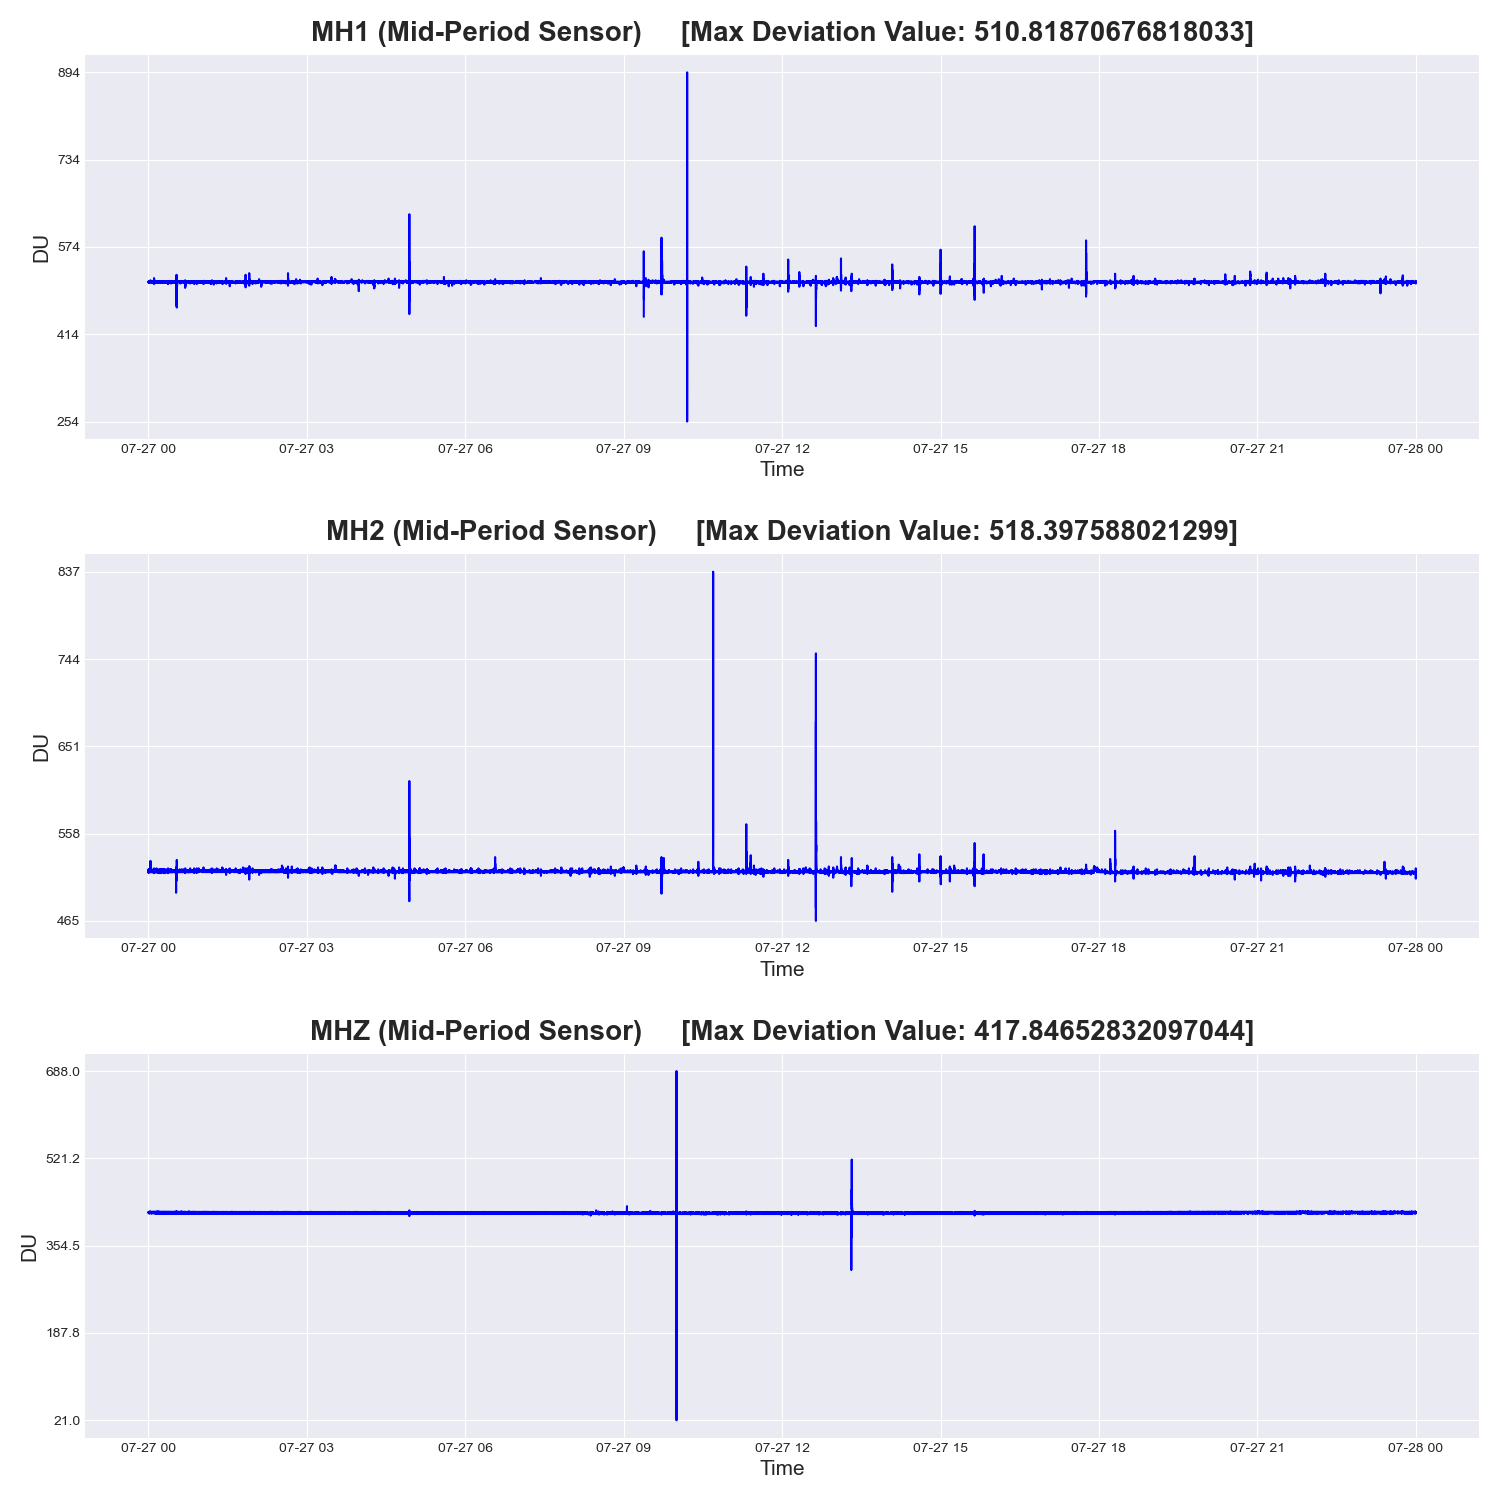 MH1 (Mid-Period Sensor) [Max Deviation Value: 510.81870676818033]
894
734
574
414
254
DU
07-27 00 07-27 03 07-27 06 07-27 09 07-27 12 07-27 15 07-27 18 07-27 21 07-28 00
Time
MH2 (Mid-Period Sensor) [Max Deviation Value: 518.397588021299]
837
744
651
558
465
DU
07-27 00 07-27 03 07-27 06 07-27 09 07-27 12 07-27 15 07-27 18 07-27 21 07-28 00
Time
MHZ (Mid-Period Sensor) [Max Deviation Value: 417.84652832097044]
688.0
521.2
354.5
187.8
21.0
DU
07-27 00 07-27 03 07-27 06 07-27 09 07-27 12 07-27 15 07-27 18 07-27 21 07-28 00
Time